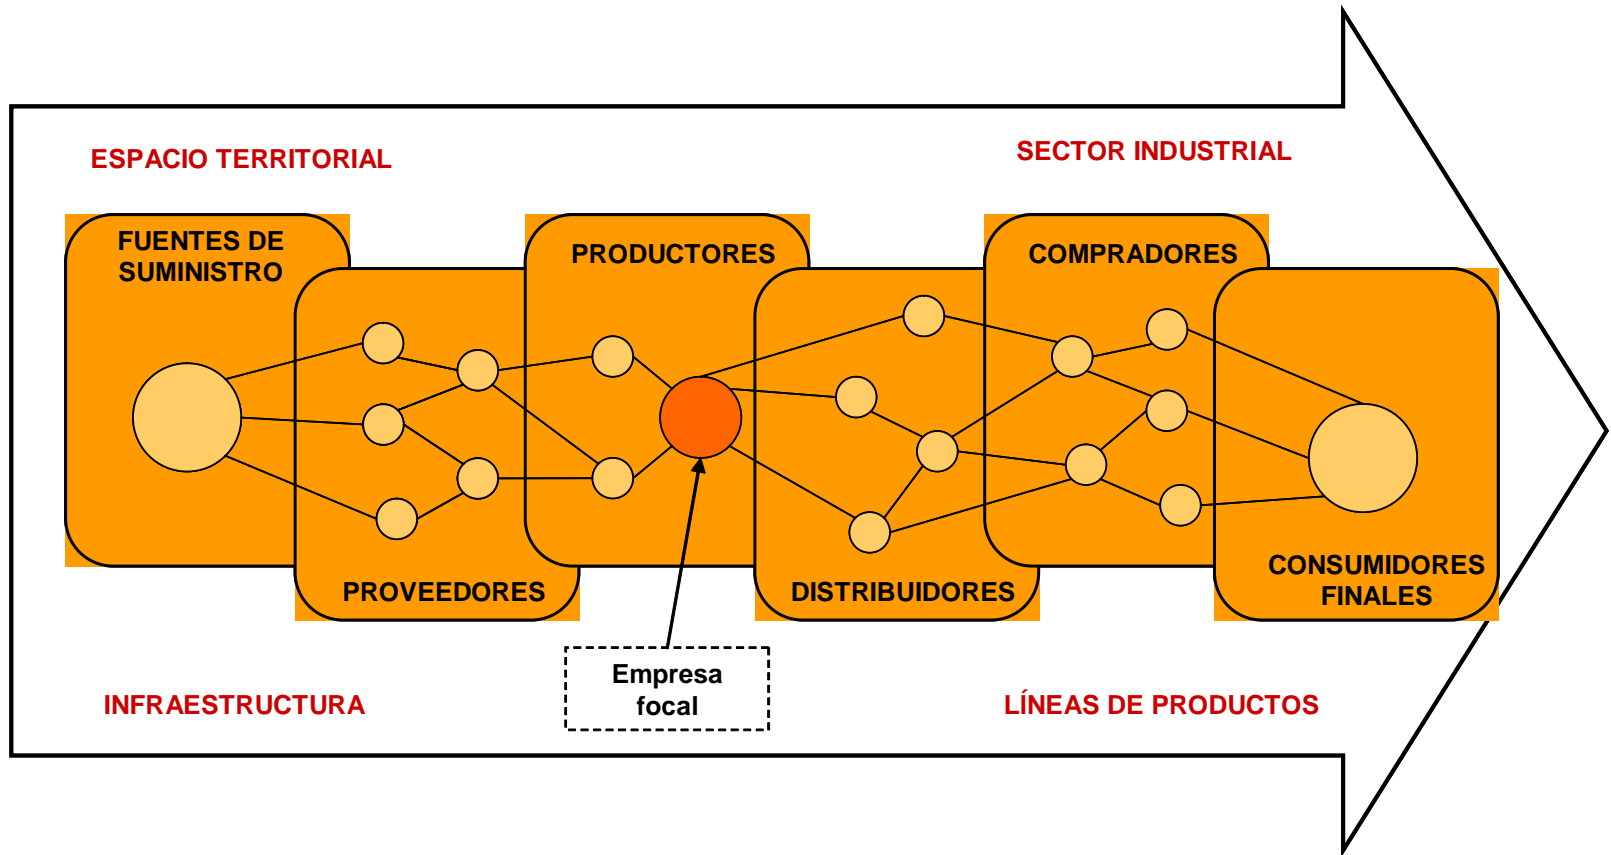 ESPACIO TERRITORIAL
SECTOR INDUSTRIAL
FUENTES DE
SUMINISTRO
PRODUCTORES
COMPRADORES
PROVEEDORES
DISTRIBUIDORES
CONSUMIDORES
FINALES
Empresa
focal
INFRAESTRUCTURA
LÍNEAS DE PRODUCTOS